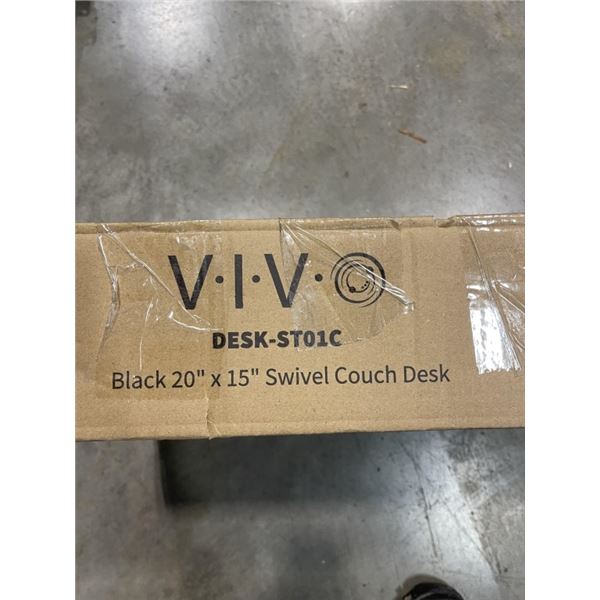 V·I·V·O
DESK-ST01C
Black 20" x 15" Swivel Couch Desk